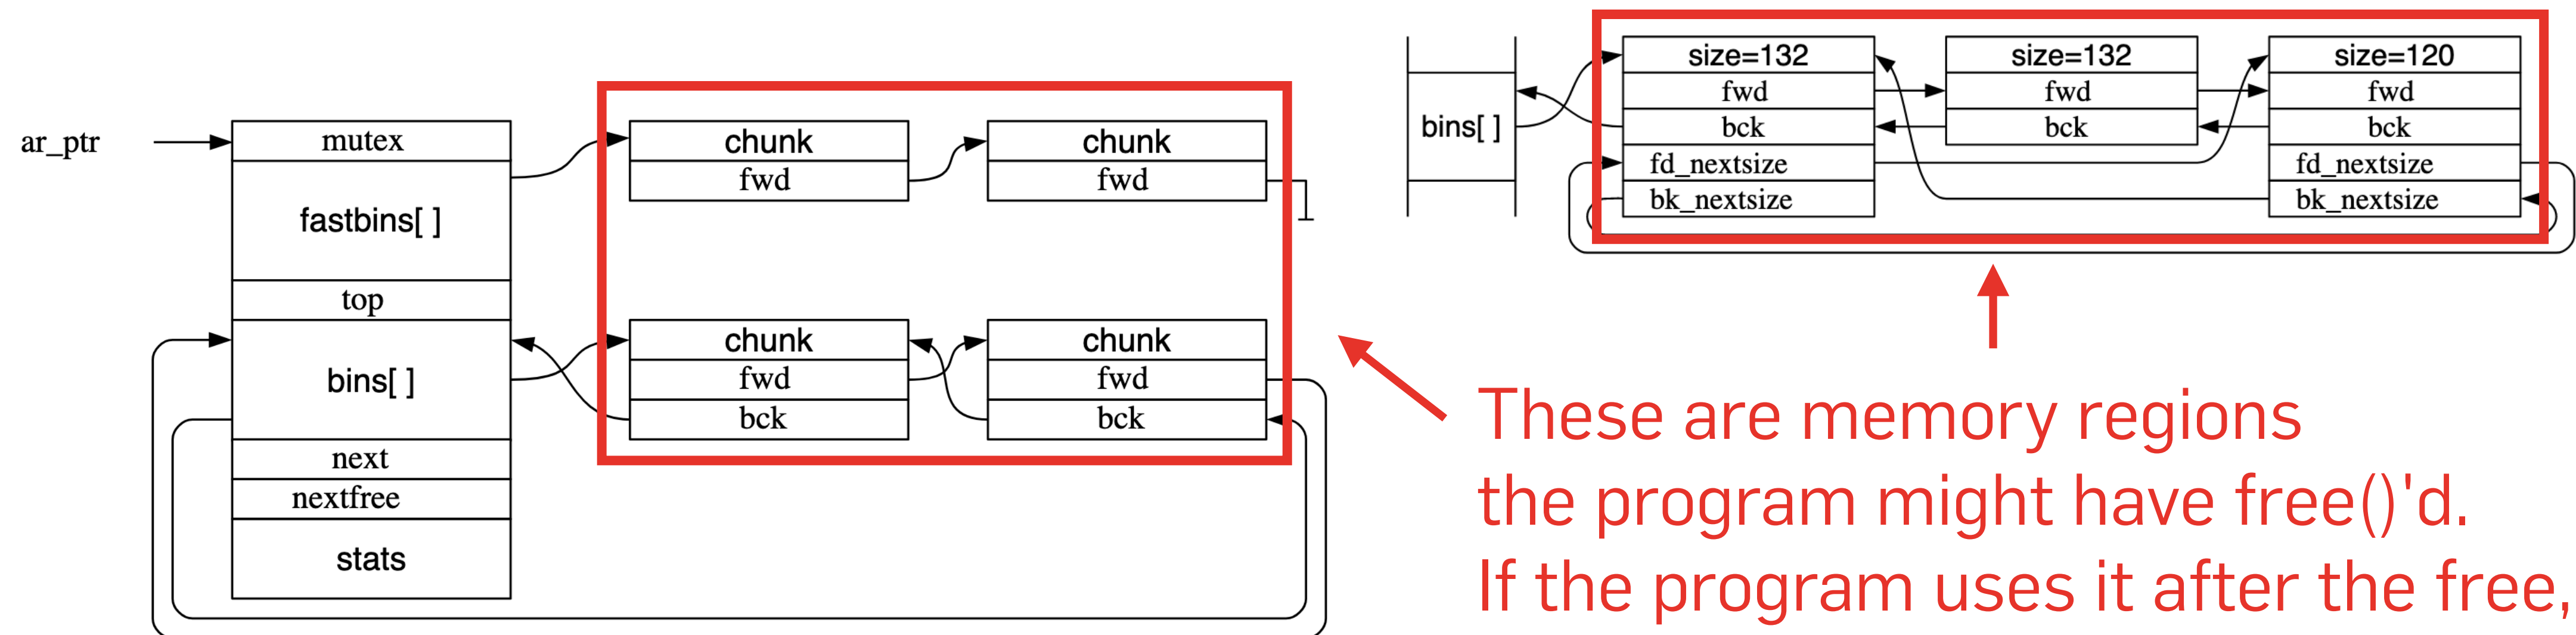 ar_ptr
mutex
fastbins[ ]
top
bins[ ]
next
nextfree
stats
chunk
fwd
chunk
fwd
chunk
fwd
bck
chunk
fwd
bck
bins[ ]
size=132
fwd
bck
fd_nextsize
bk_nextsize
size=132
fwd
bck
size=120
fwd
bck
fd_nextsize
bk_nextsize
These are memory regions
the program might have free()'d.
If the program uses it after the free,